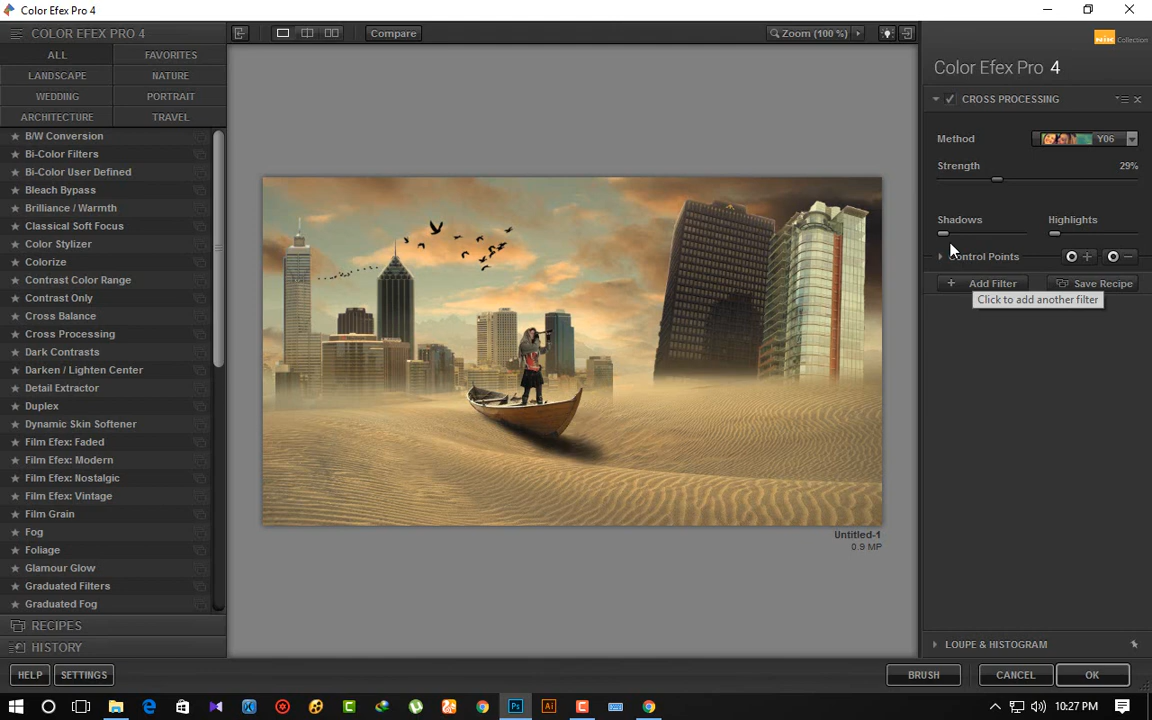 Color Efex Pro 4
COLOR EFEX PRO 4
ALL FAVORITES
LANDSCAPE NATURE
WEDDING PORTRAIT
ARCHITECTURE TRAVEL
B/W Conversion
Bi-Color Filters
Bi-Color User Defined
Bleach Bypass
Brilliance / Warmth
Classical Soft Focus
Color Stylizer
Colorize
Contrast Color Range
Contrast Only
Cross Balance
Cross Processing
Dark Contrasts
Darken / Lighten Center
Detail Extractor
Duplex
Dynamic Skin Softener
Film Efex: Faded
Film Efex: Modern
Film Efex: Nostalgic
Film Efex: Vintage
Film Grain
Fog
Foliage
Glamour Glow
Graduated Filters
Graduated Fog
RECIPES
HISTORY
HELP SETTINGS
Compare
Zoom (100 %)
Untitled-1
0.9 MP
Nik Collection
Color Efex Pro 4
CROSS PROCESSING
Method Y06
Strength 29%
Shadows Highlights
Control Points
Add Filter Save Recipe
Click to add another filter
LOUPE & HISTOGRAM
BRUSH CANCEL OK
Ps Ai 10:27 PM